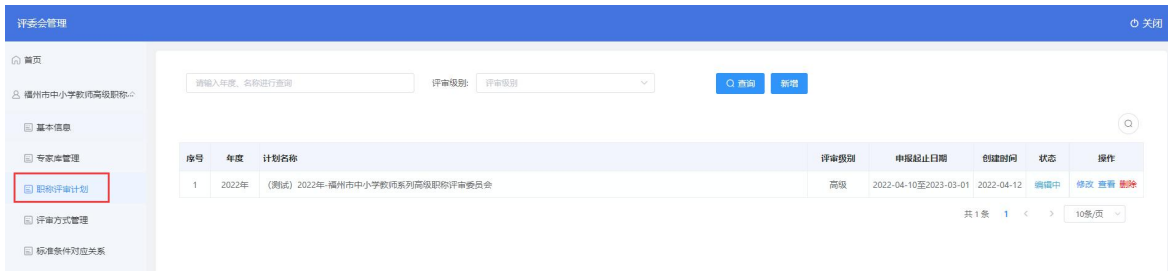 评委会管理
关闭
首页
福州市中小学教师高级职称...
请输入年度、名称进行查询
评审级别: 评审级别
查询 新增
基本信息
专家库管理
职称评审计划
评审方式管理
标准条件对应关系
序号 年度 计划名称 评审级别 申报起止日期 创建时间 状态 操作
1 2022年 (测试) 2022年-福州市中小学教师系列高级职称评审委员会 高级 2022-04-10至2023-03-01 2022-04-12 编辑中 修改 查看 删除
共1条 1 < > 10条/页